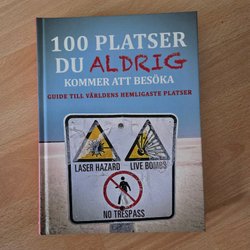 100 PLATSER
DU ALDRIG
KOMMER ATT BESÖKA
GUIDE TILL VÄRLDENS HEMLIGASTE PLATSER
LASER HAZARD
LIVE BOMBS
NO TRESPASS